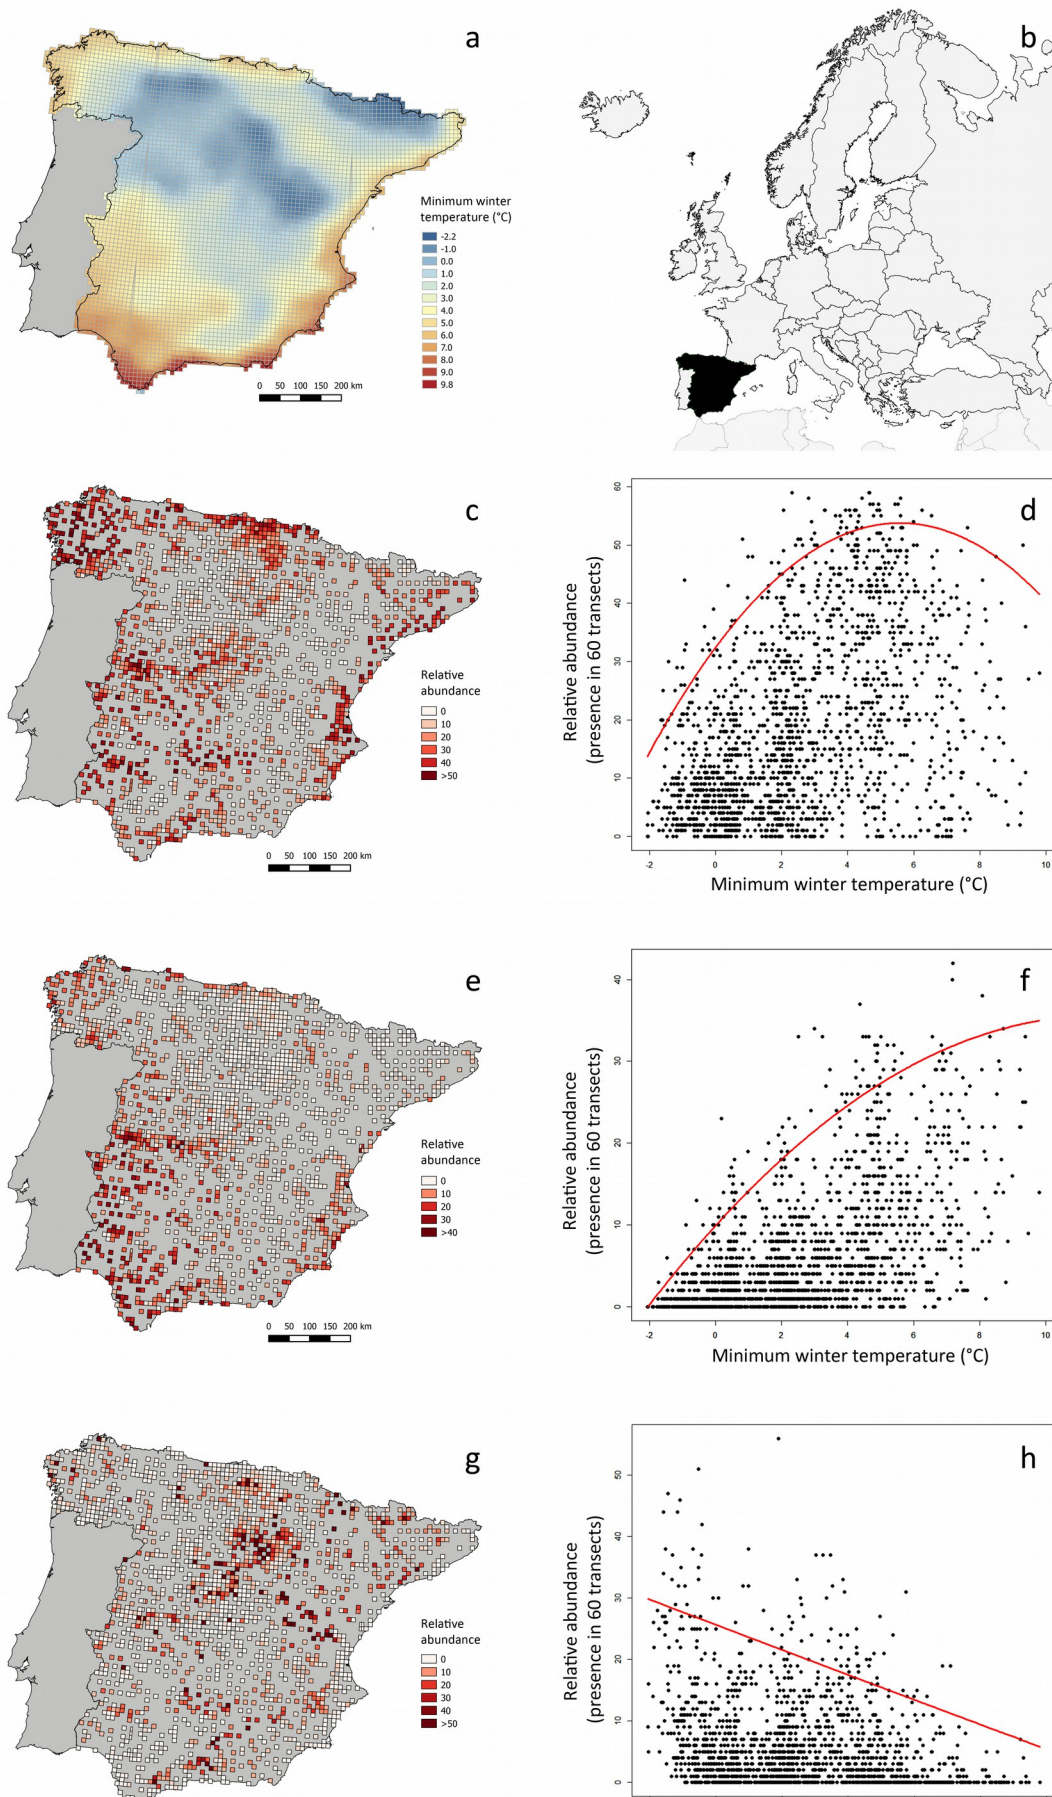 a
Minimum winter
temperature (°C)
-2.2
-1.0
0.0
1.0
2.0
3.0
4.0
5.0
6.0
7.0
8.0
9.0
9.8
0 50 100 150 200 km
b
c
Relative
abundance
0
10
20
30
40
>50
0 50 100 150 200 km
d
Relative abundance
(presence in 60 transects)
60
50
40
30
20
10
0
-2 0 2 4 6 8 10
Minimum winter temperature (°C)
e
Relative
abundance
0
10
20
30
>40
0 50 100 150 200 km
f
Relative abundance
(presence in 60 transects)
40
30
20
10
0
-2 0 2 4 6 8 10
Minimum winter temperature (°C)
g
Relative
abundance
0
10
20
30
40
>50
h
Relative abundance
(presence in 60 transects)
50
40
30
20
10
0